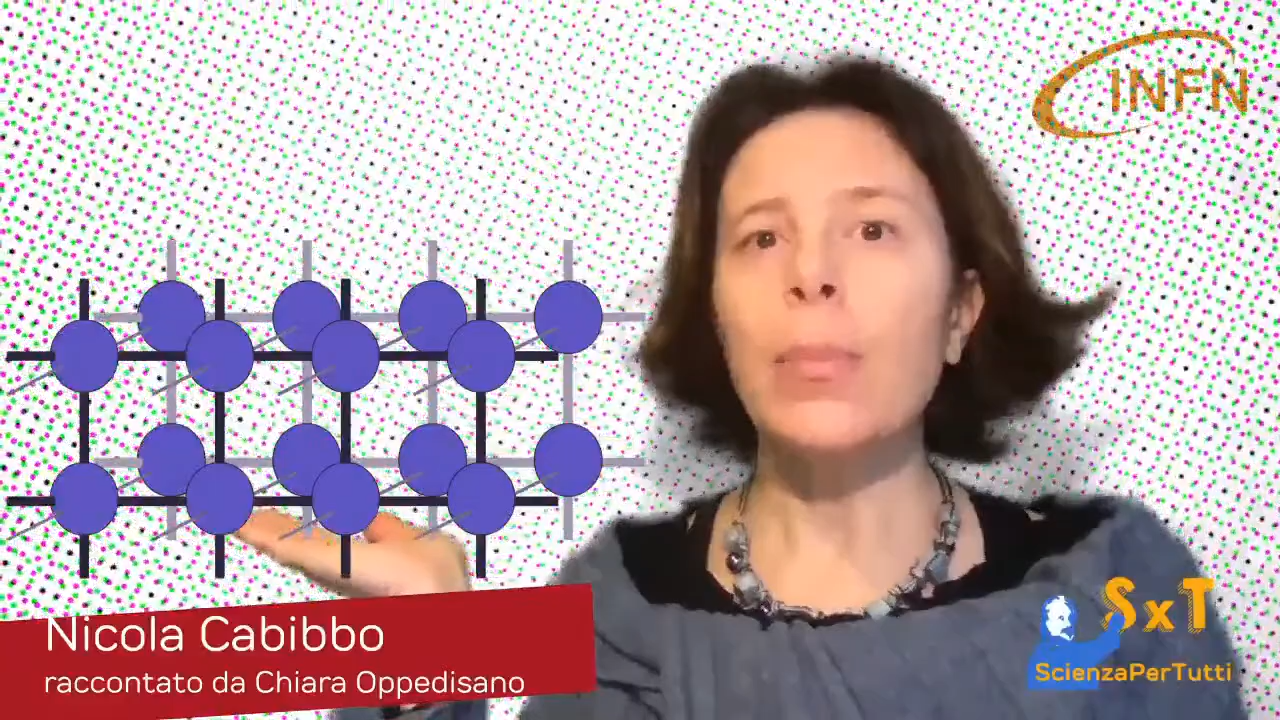 INFN
Nicola Cabibbo
raccontato da Chiara Oppedisano
SxT
ScienzaPerTutti